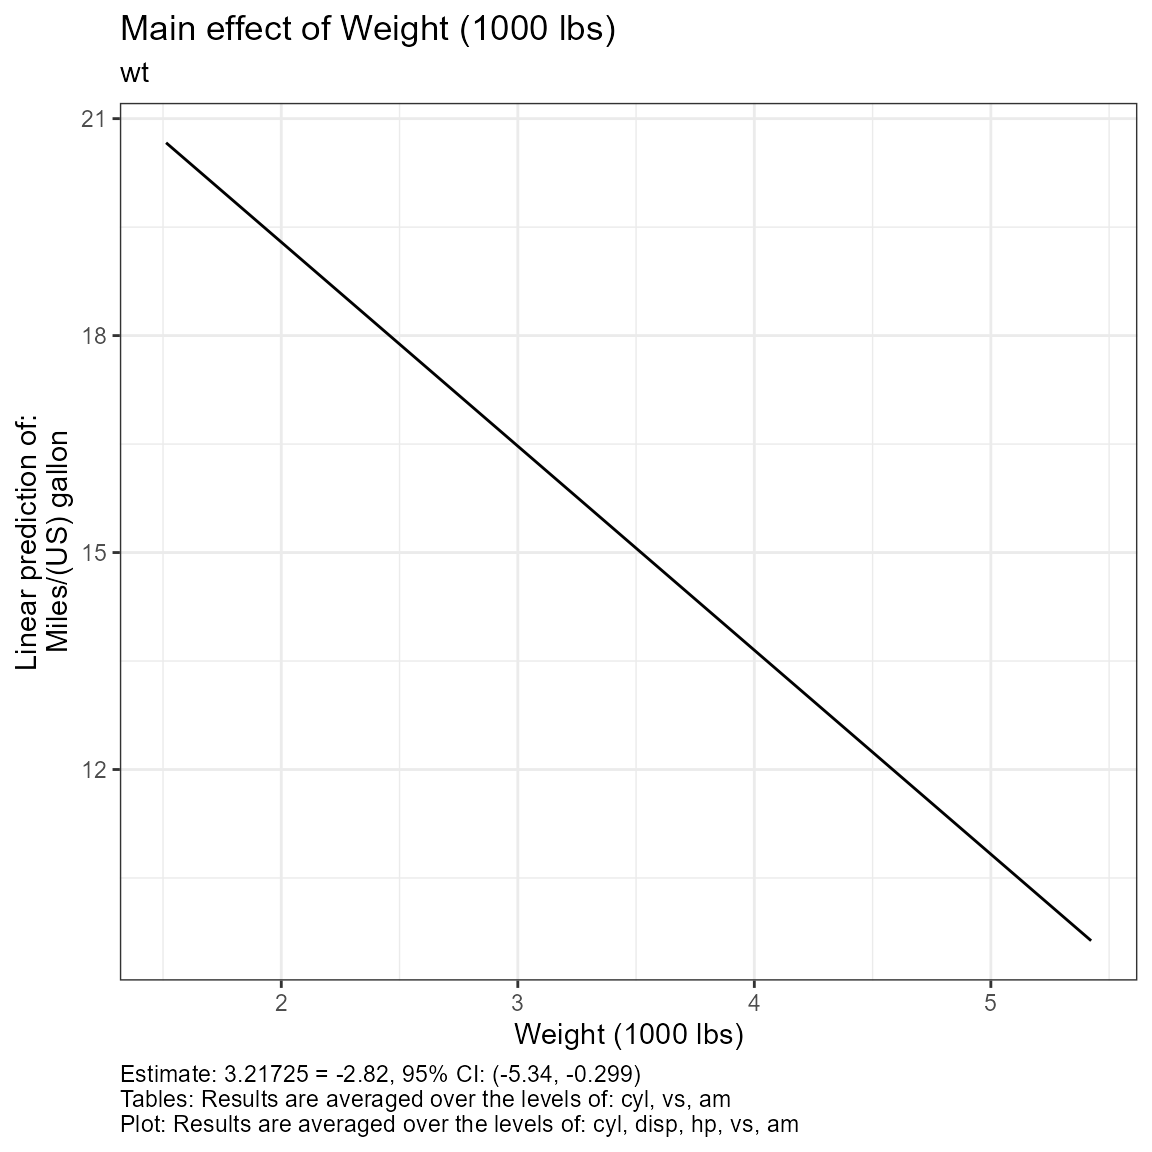 Main effect of Weight (1000 lbs)
wt
Linear prediction of:
Miles/(US) gallon
21
18
15
12
2
3
4
5
Weight (1000 lbs)
Estimate: 3.21725 = -2.82, 95% CI: (-5.34, -0.299)
Tables: Results are averaged over the levels of: cyl, vs, am
Plot: Results are averaged over the levels of: cyl, disp, hp, vs, am